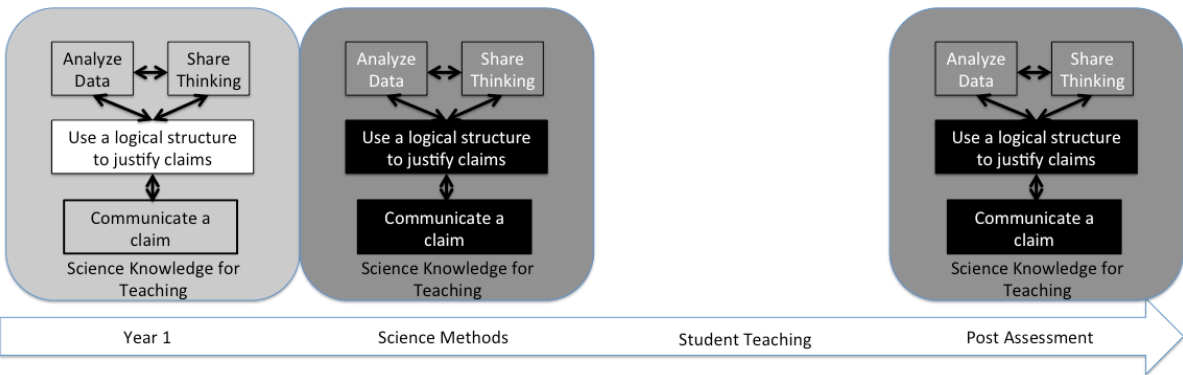 Analyze
Data
Share
Thinking
Use a logical structure
to justify claims
Communicate a
claim
Science Knowledge for
Teaching
Analyze
Data
Share
Thinking
Use a logical structure
to justify claims
Communicate a
claim
Science Knowledge for
Teaching
Analyze
Data
Share
Thinking
Use a logical structure
to justify claims
Communicate a
claim
Science Knowledge for
Teaching
Year 1
Science Methods
Student Teaching
Post Assessment